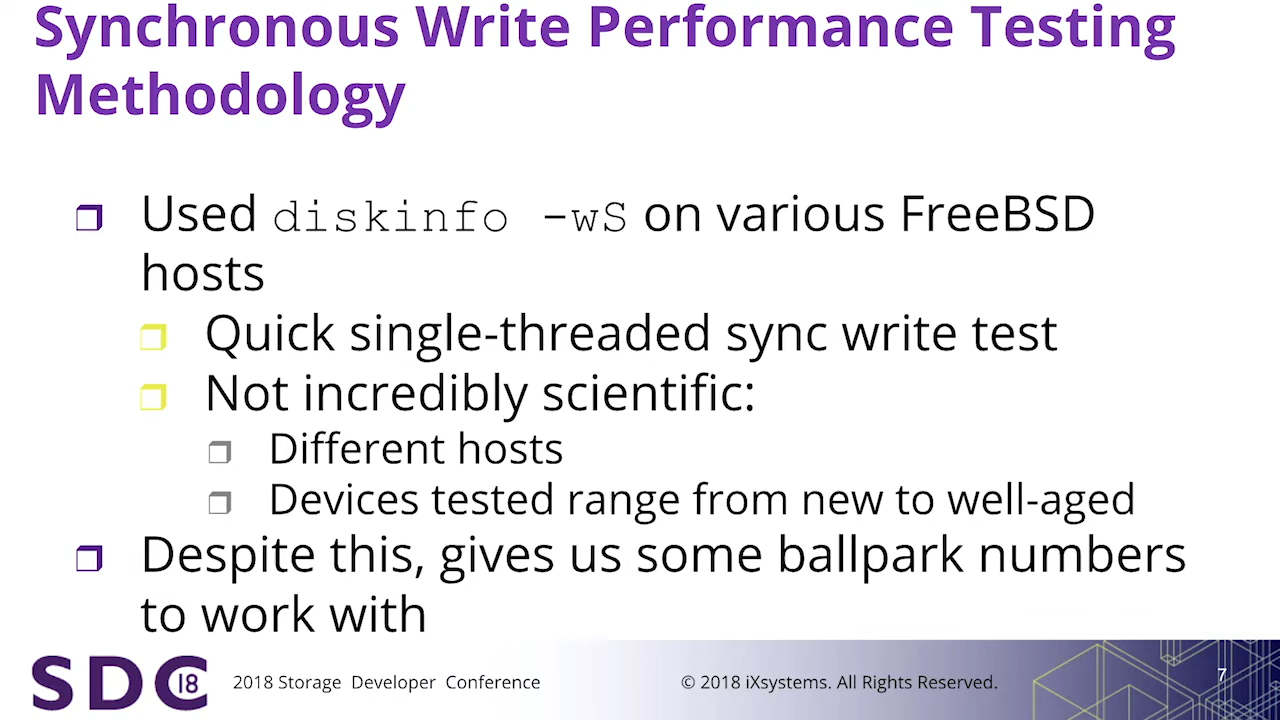 Synchronous Write Performance Testing
Methodology
Used diskinfo -wS on various FreeBSD
hosts
Quick single-threaded sync write test
Not incredibly scientific:
Different hosts
Devices tested range from new to well-aged
Despite this, gives us some ballpark numbers
to work with
SDC 18
2018 Storage Developer Conference
© 2018 iXsystems. All Rights Reserved.
7